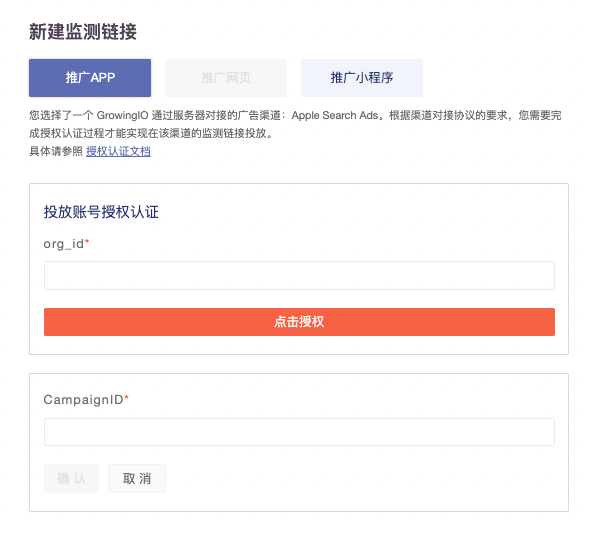 新建监测链接
推广APP
推广网页
推广小程序
您选择了一个 GrowingIO 通过服务器对接的广告渠道：Apple Search Ads。根据渠道对接协议的要求，您需要完
成授权认证过程才能实现在该渠道的监测链接投放。
具体请参照 授权认证文档
投放账号授权认证
org_id*
点击授权
CampaignID*
确 认
取 消